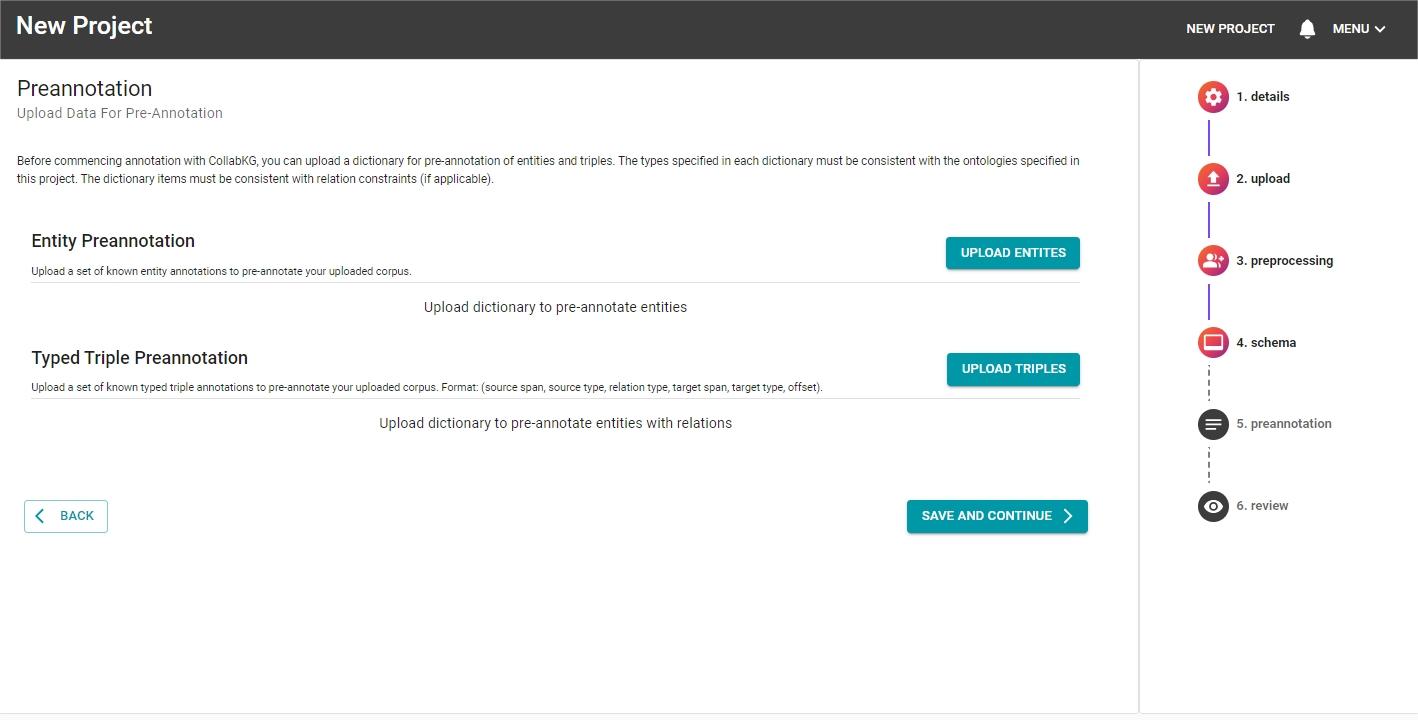 New Project
NEW PROJECT
MENU
Preannotation
Upload Data For Pre-Annotation
Before commencing annotation with CollabKG, you can upload a dictionary for pre-annotation of entities and triples. The types specified in each dictionary must be consistent with the ontologies specified in
this project. The dictionary items must be consistent with relation constraints (if applicable).
Entity Preannotation
UPLOAD ENTITES
Upload a set of known entity annotations to pre-annotate your uploaded corpus.
Upload dictionary to pre-annotate entities
Typed Triple Preannotation
UPLOAD TRIPLES
Upload a set of known typed triple annotations to pre-annotate your uploaded corpus. Format: (source span, source type, relation type, target span, target type, offset).
Upload dictionary to pre-annotate entities with relations
BACK
SAVE AND CONTINUE
1. details
2. upload
3. preprocessing
4. schema
5. preannotation
6. review